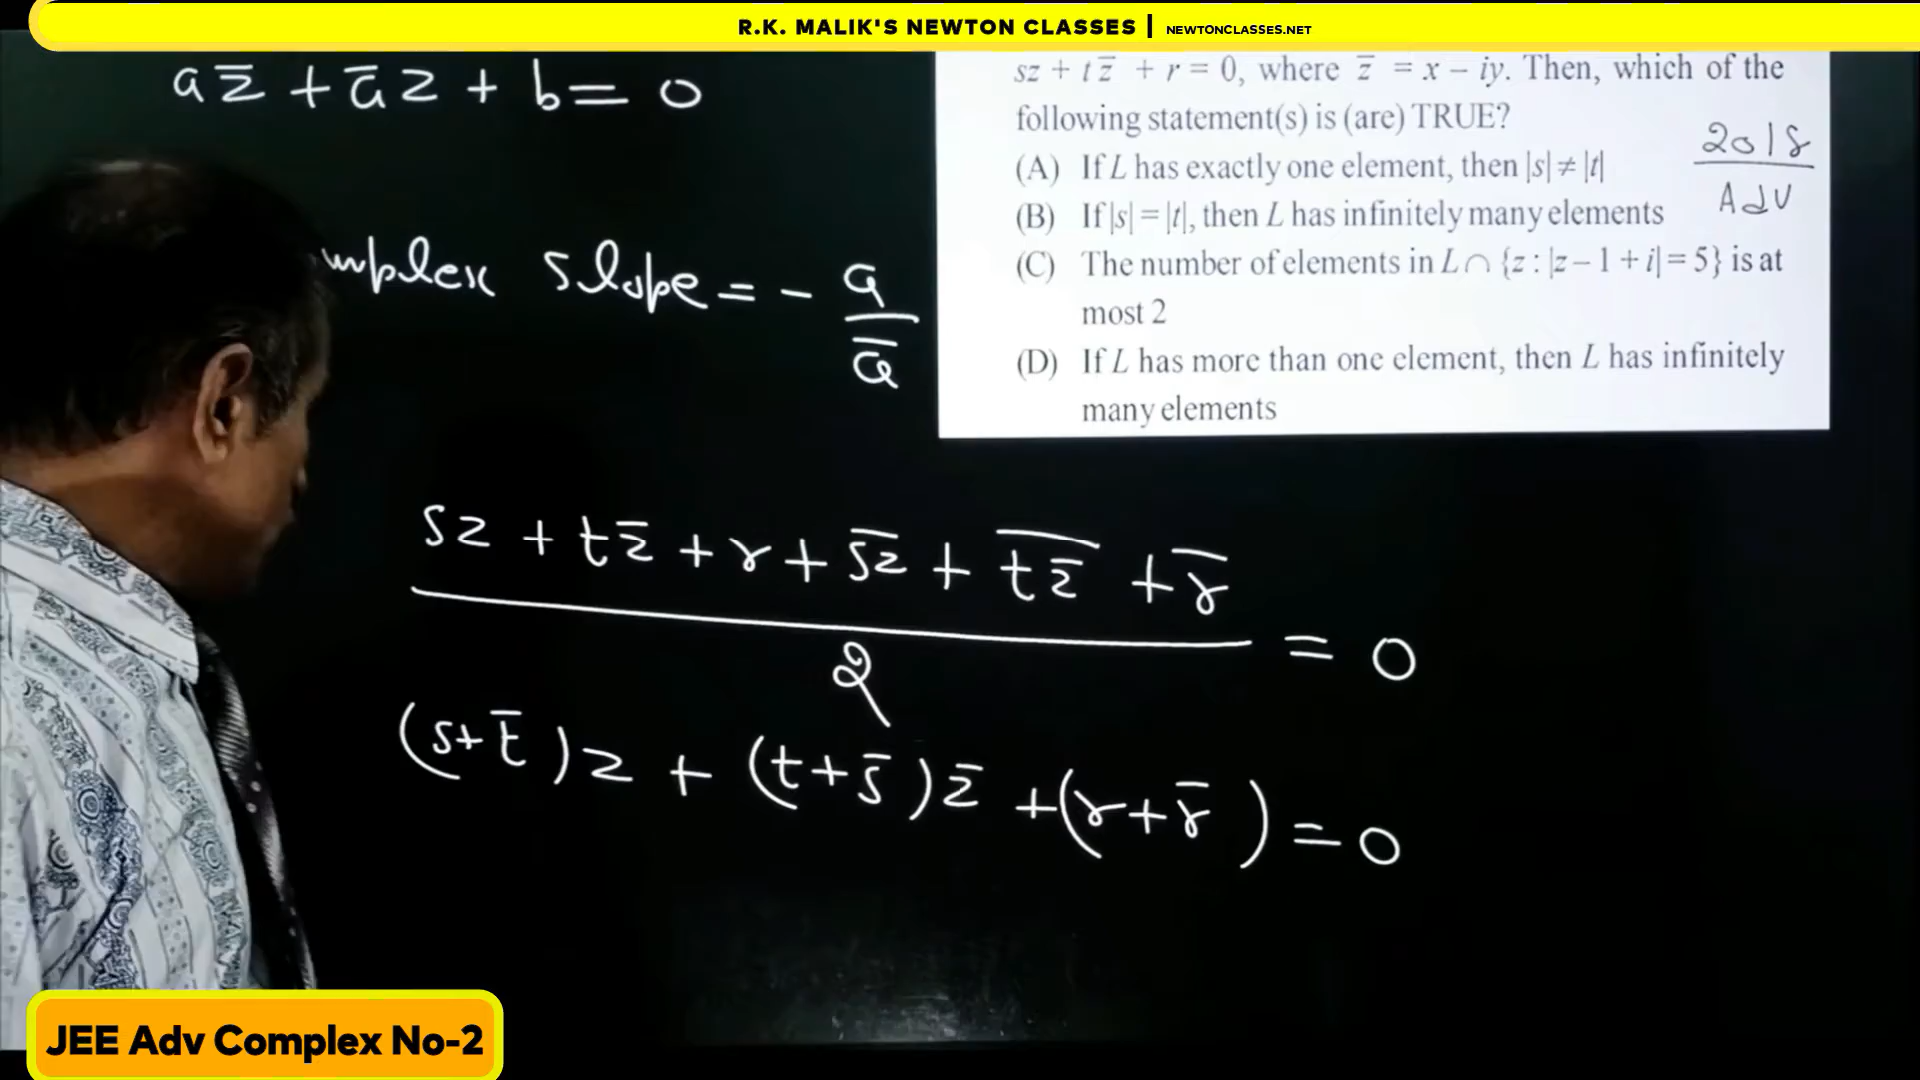 R.K. MALIK'S NEWTON CLASSES | NEWTONCLASSES.NET
az̄ + āz + b = 0
slope = - a/ā
sz + t z̄ + r = 0, where z̄ = x – iy. Then, which of the
following statement(s) is (are) TRUE?
(A) If L has exactly one element, then |s| ≠ |t|
(B) If |s| = |t|, then L has infinitely many elements
(C) The number of elements in L ∩ {z : |z – 1 + i| = 5} is at
most 2
(D) If L has more than one element, then L has infinitely
many elements
2018
Adv
sz + tz̄ + r + \overline{sz} + \overline{tz̄} + r̄
2
= 0
(s+t̄)z + (t+s̄)z̄ + (r+r̄) = 0
JEE Adv Complex No-2